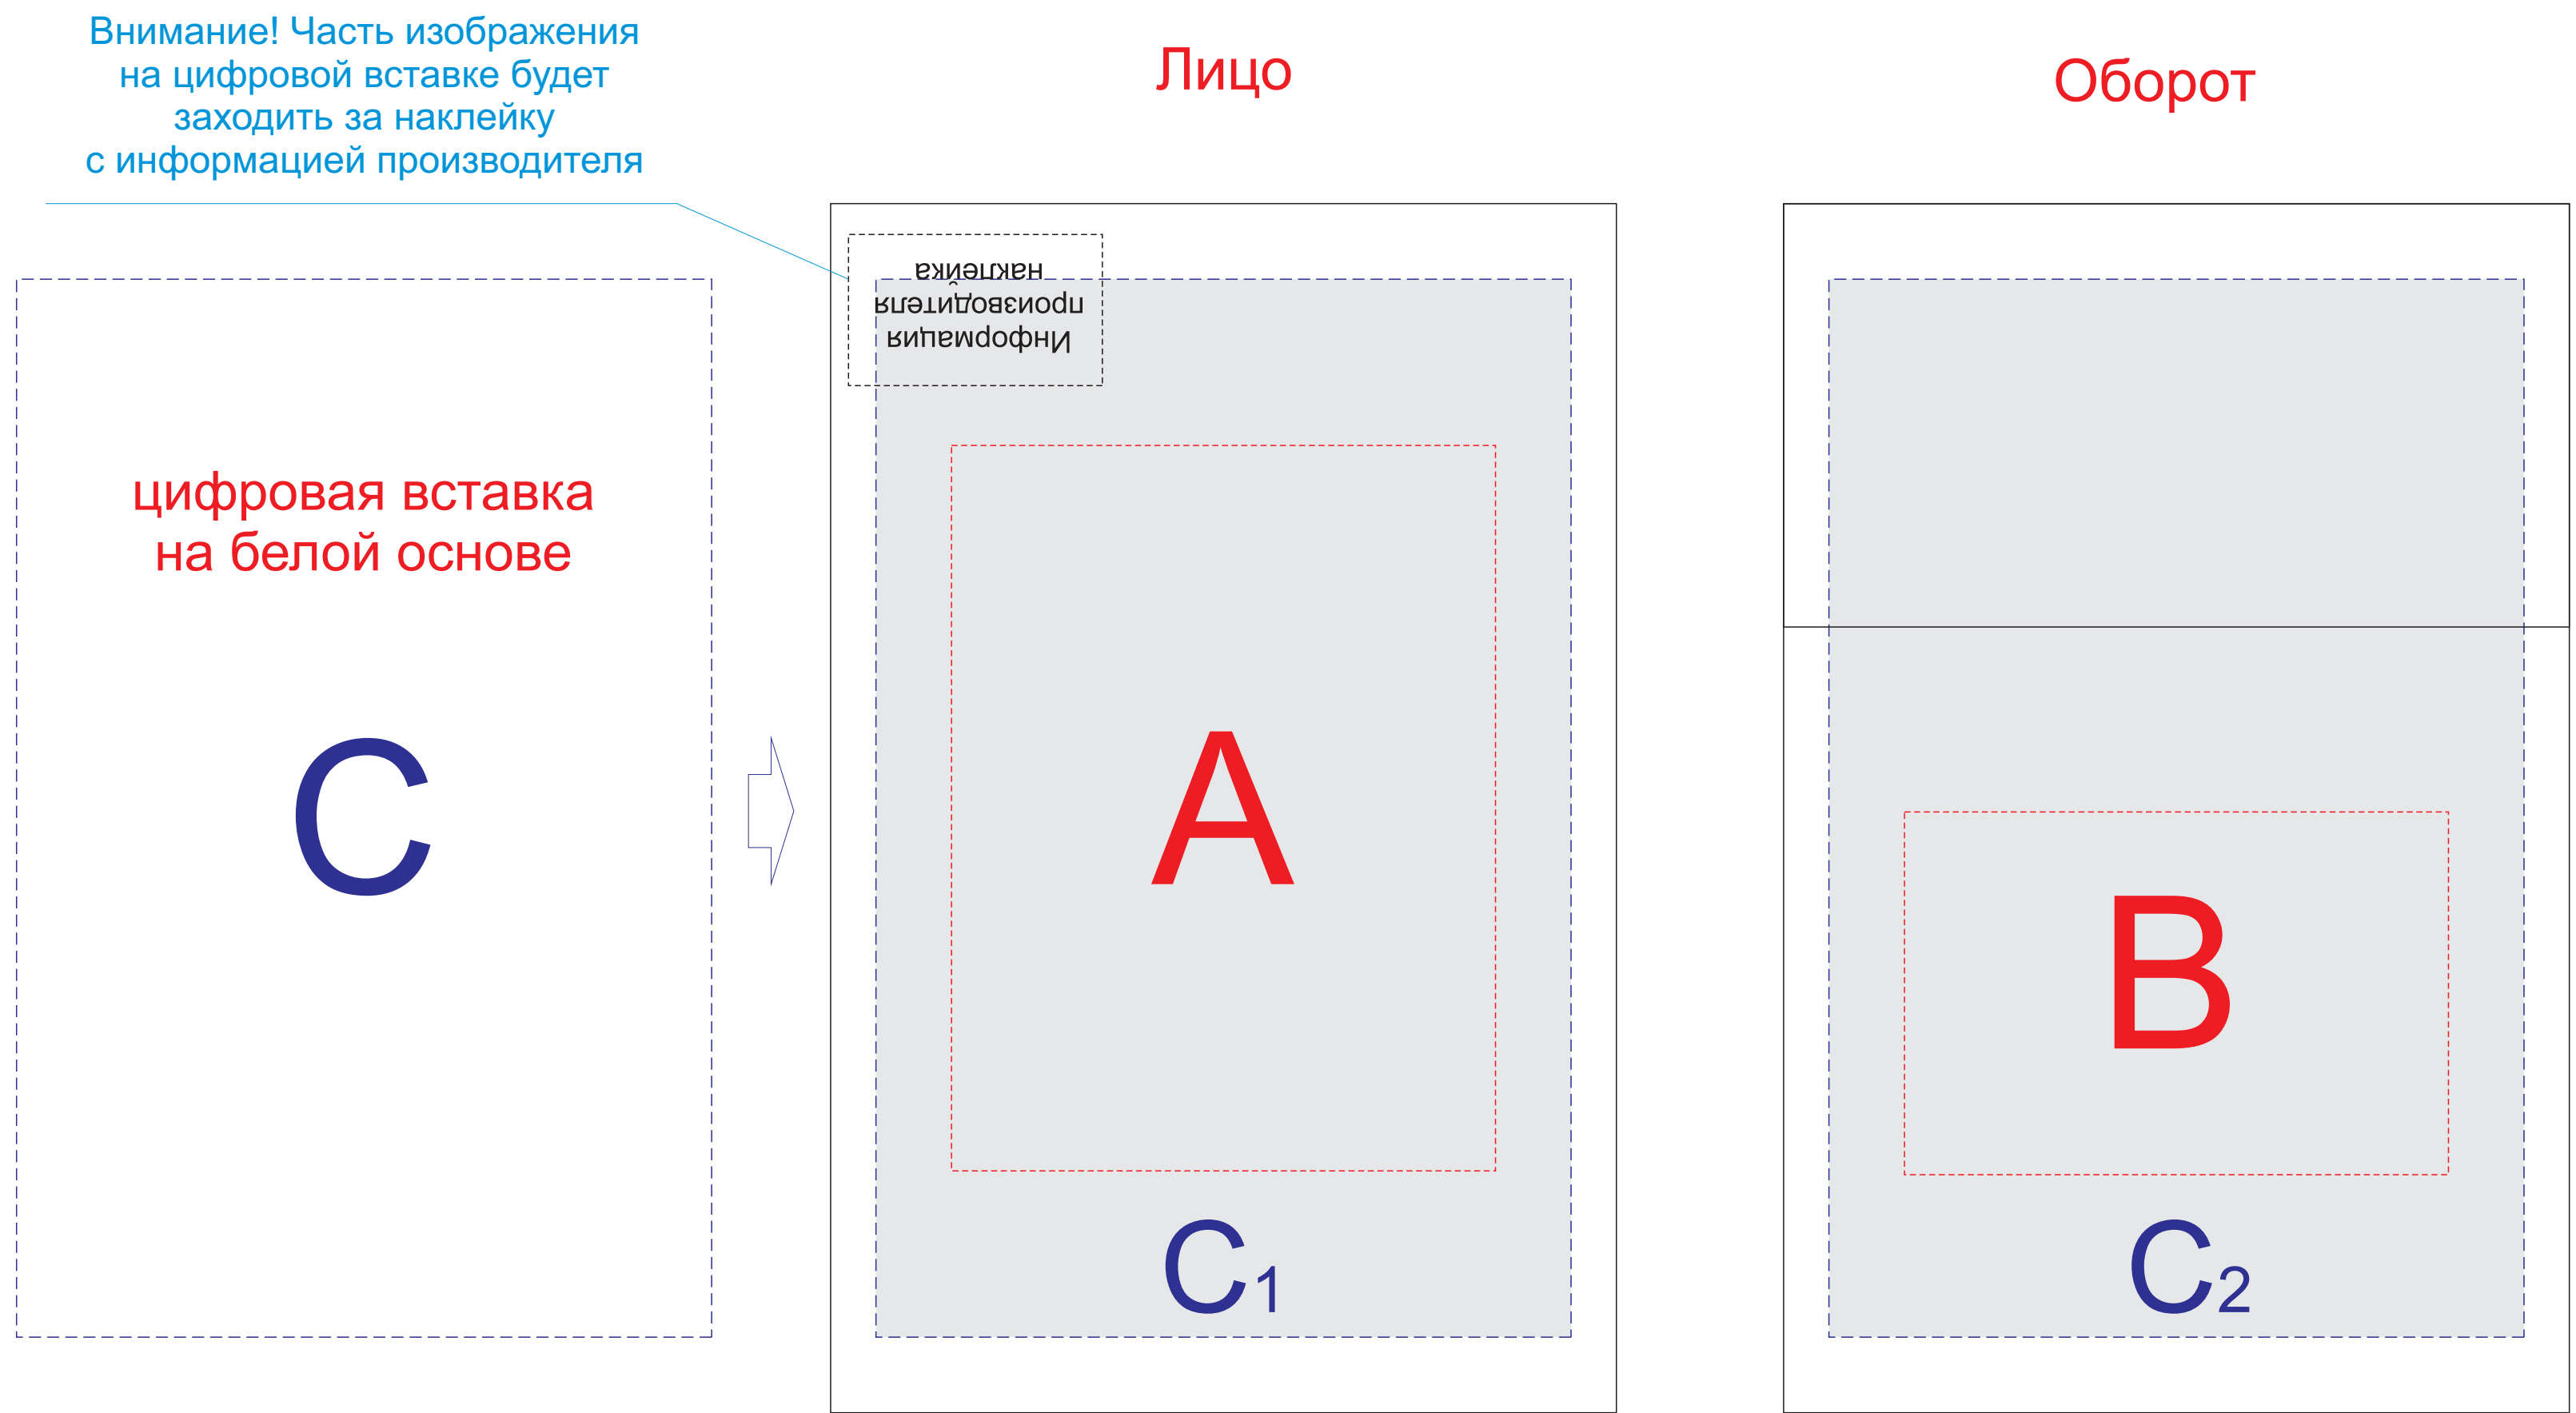 Внимание! Часть изображения
на цифровой вставке будет
заходить за наклейку
с информацией производителя
Лицо
Оборот
Информация
производителя
наклейка
цифровая вставка
на белой основе
C
A
B
C1
C2